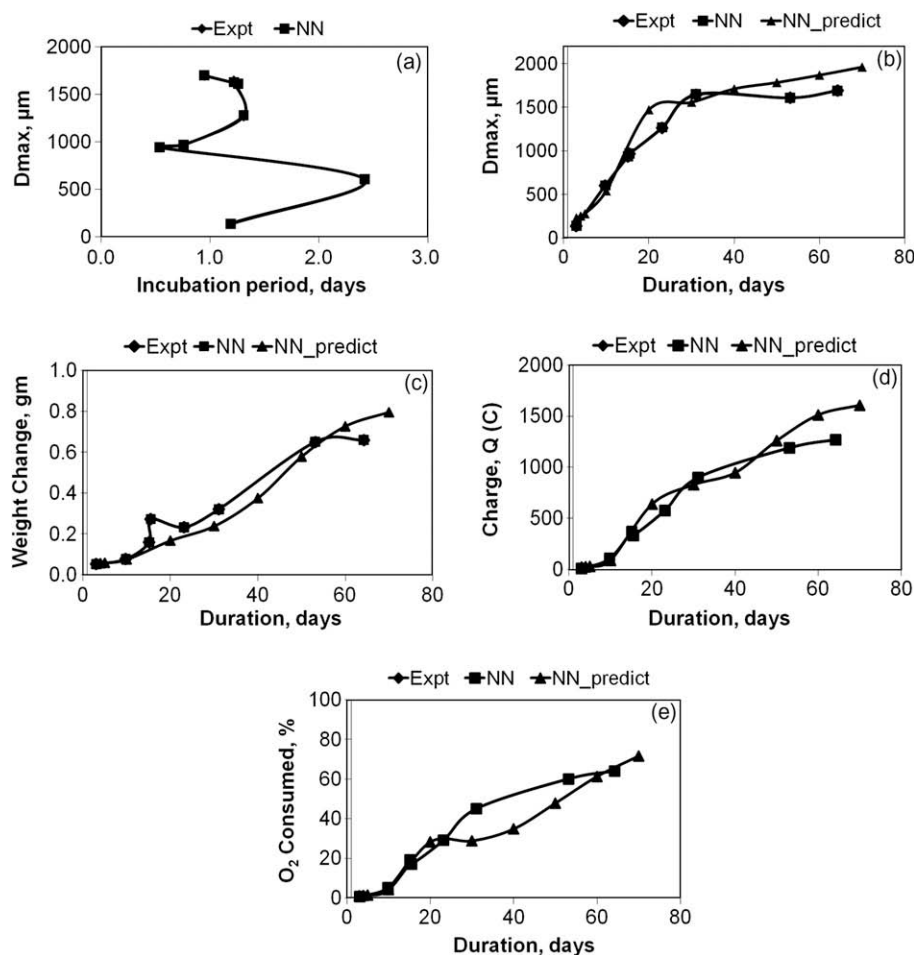 Expt NN
(a)
Dmax, µm
2000
1500
1000
500
0
0.0 1.0 2.0 3.0
Incubation period, days
Expt NN NN_predict
(b)
Dmax, µm
2000
1500
1000
500
0
0 20 40 60 80
Duration, days
Expt NN NN_predict
(c)
Weight Change, gm
1.0
0.8
0.6
0.4
0.2
0.0
0 20 40 60 80
Duration, days
Expt NN NN_predict
(d)
Charge, Q (C)
2000
1500
1000
500
0
0 20 40 60 80
Duration, days
Expt NN NN_predict
(e)
O₂ Consumed, %
100
80
60
40
20
0
0 20 40 60 80
Duration, days